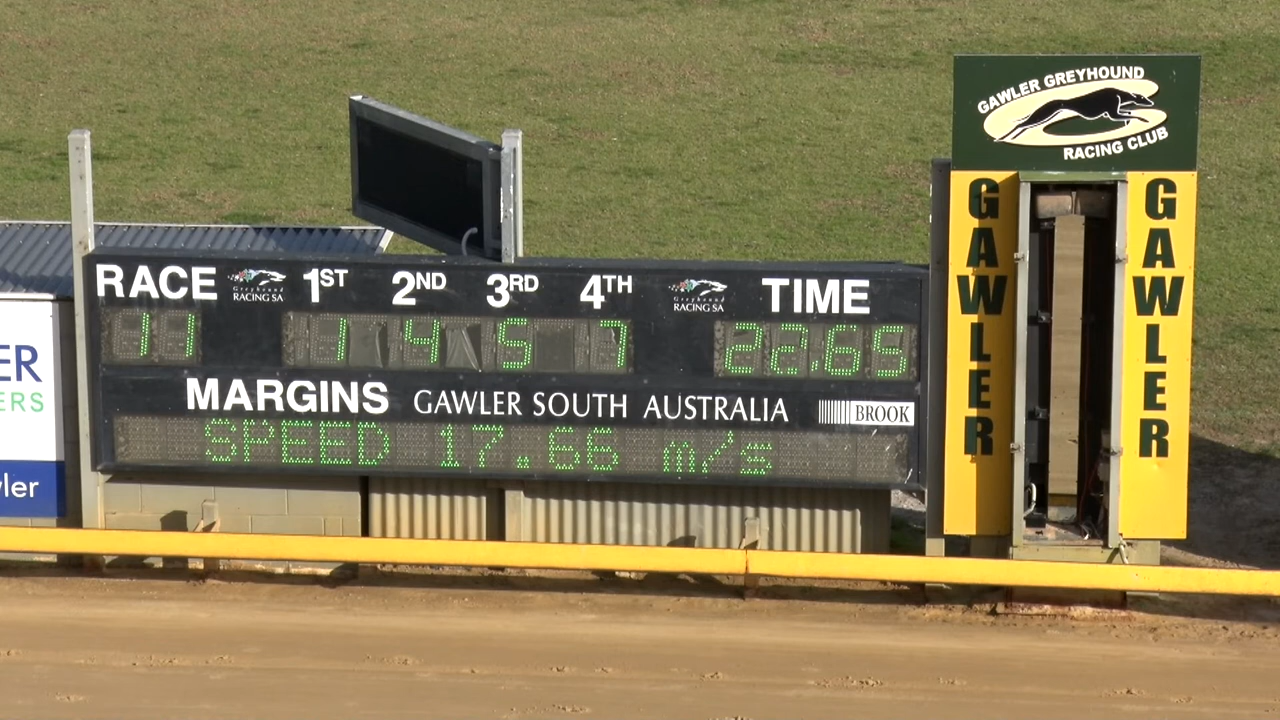 GAWLER GREYHOUND
RACING CLUB
GAWLER
GAWLER
RACE
Greyhound
RACING SA
1ST 2ND 3RD 4TH
Greyhound
RACING SA
TIME
11 1 4 5 7 22.65
MARGINS GAWLER SOUTH AUSTRALIA BROOK
SPEED 17.66 m/s
ER
ERS
ler